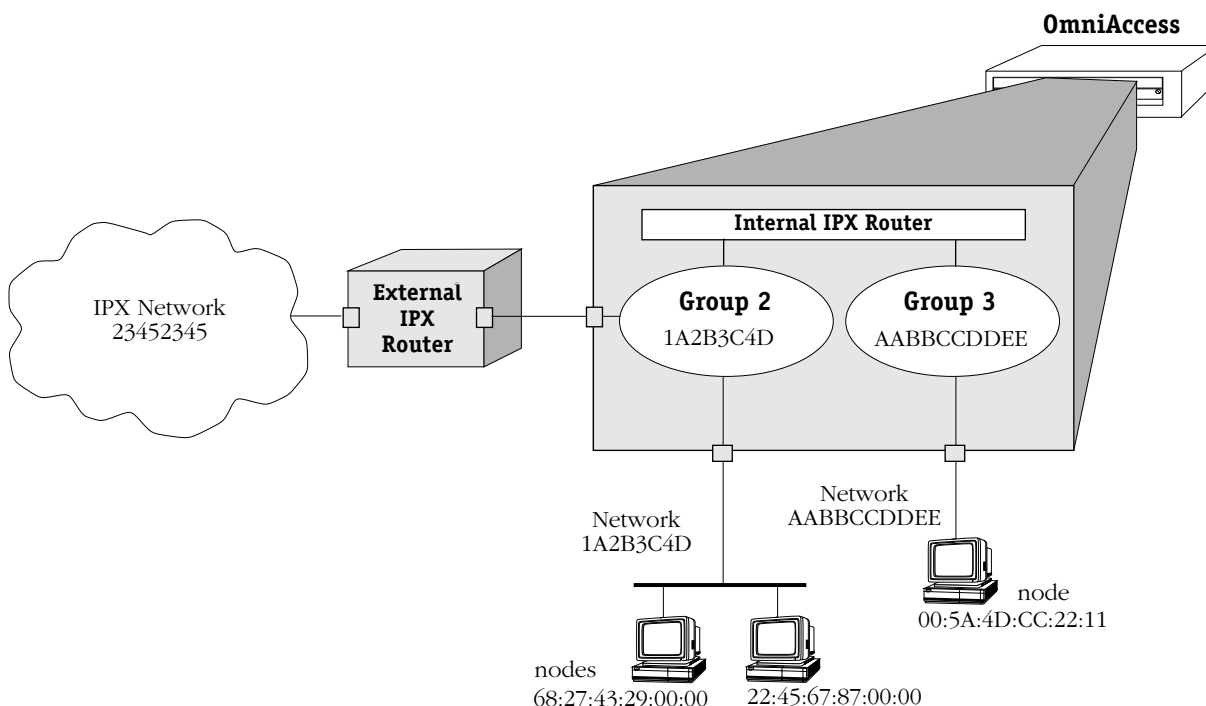 OmniAccess
Internal IPX Router
IPX Network
23452345
External
IPX
Router
Group 2
1A2B3C4D
Group 3
AABBCCDDEE
Network
1A2B3C4D
Network
AABBCCDDEE
node
00:5A:4D:CC:22:11
nodes
68:27:43:29:00:00
22:45:67:87:00:00